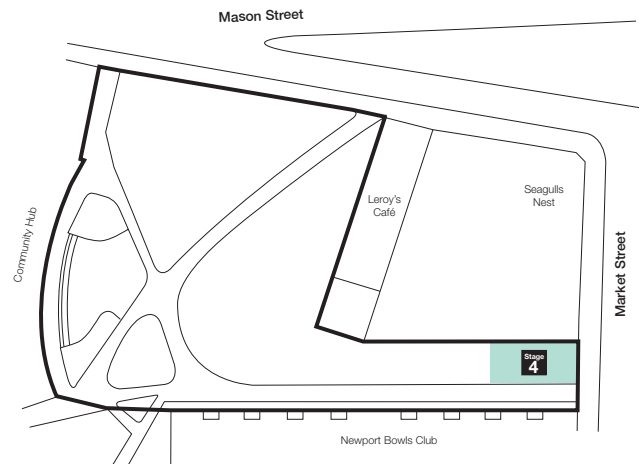 Mason Street
Community Hub
Leroy's
Café
Seagulls
Nest
Market Street
Stage
4
Newport Bowls Club